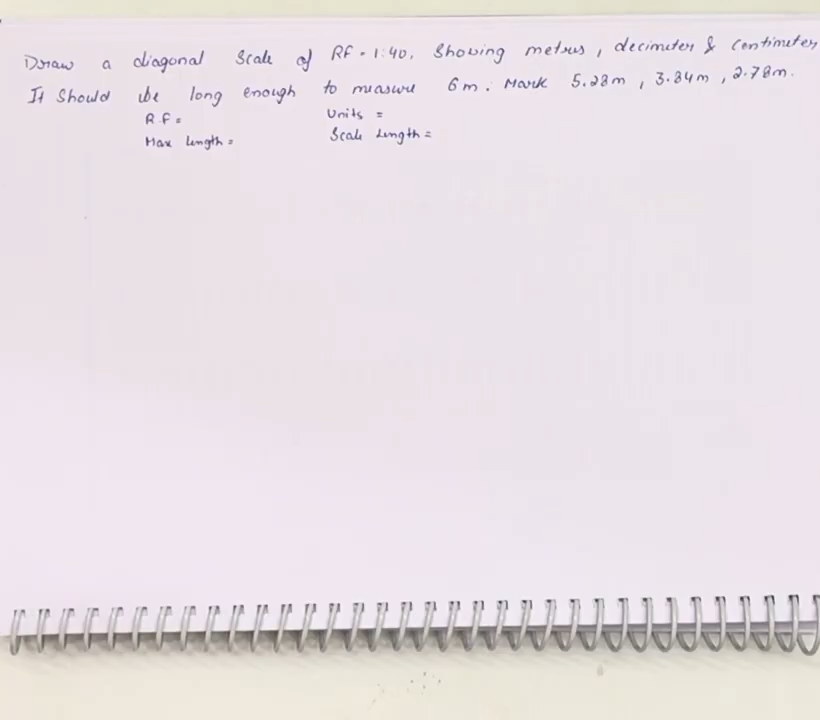 Draw a diagonal Scale of RF = 1:40, Showing metres, decimeter & Centimeter
It Should be long enough to measure 6m. Mark 5.28m, 3.84m, 2.78m.
R.F = Units =
Max Length = Scale Length =